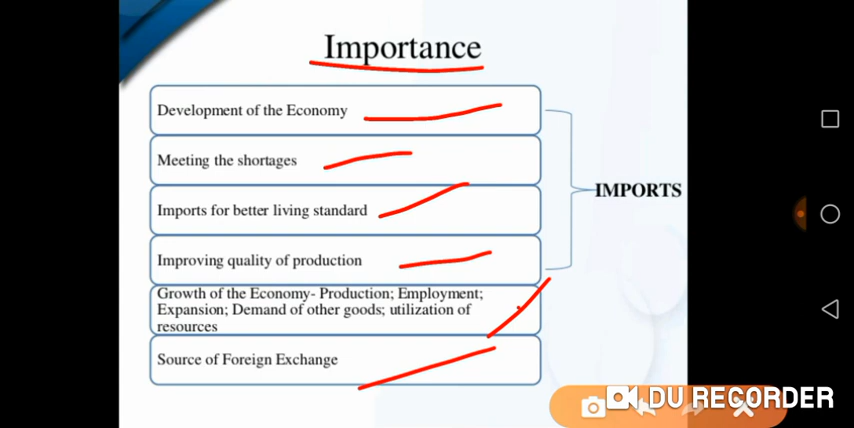 Importance
Development of the Economy
Meeting the shortages
Imports for better living standard
Improving quality of production
IMPORTS
Growth of the Economy- Production; Employment;
Expansion; Demand of other goods; utilization of
resources
Source of Foreign Exchange
DU RECORDER